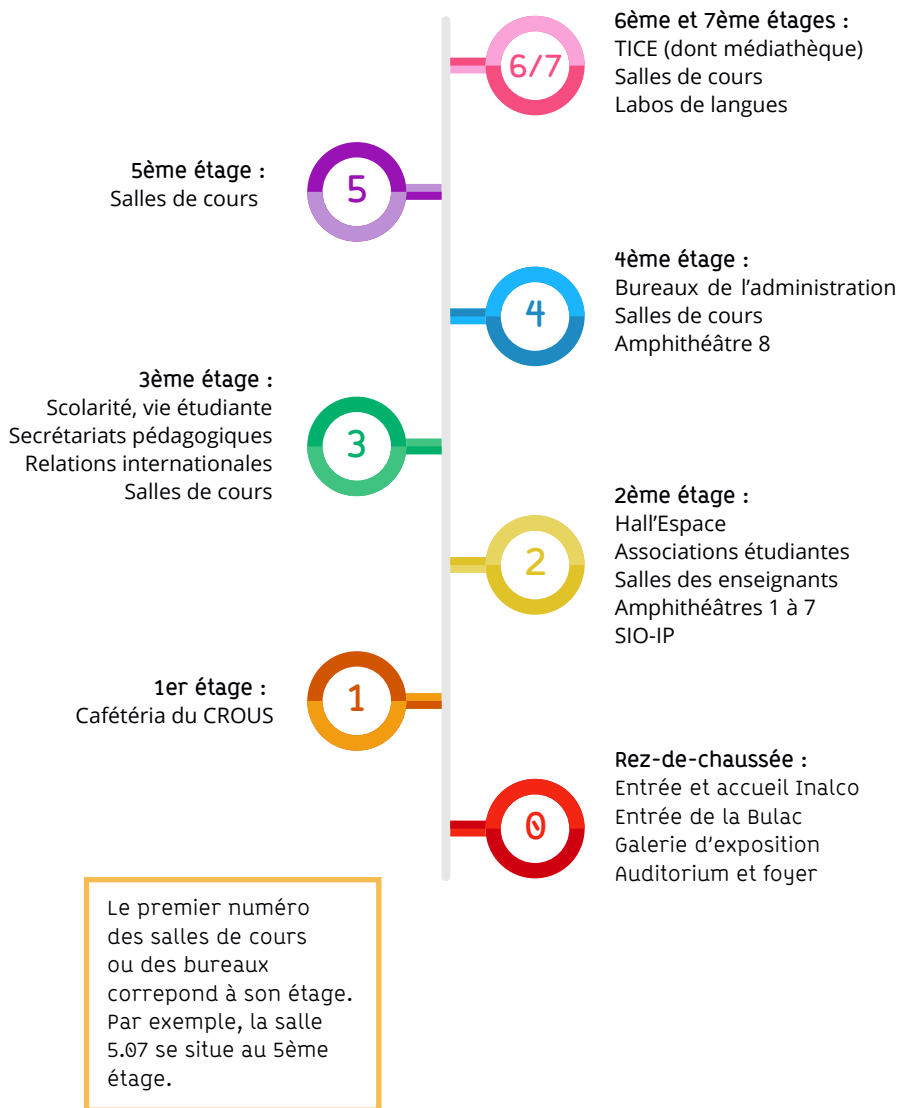 6ème et 7ème étages :
TICE (dont médiathèque)
Salles de cours
Labos de langues
6/7
5ème étage :
Salles de cours
5
4ème étage :
Bureaux de l'administration
Salles de cours
Amphithéâtre 8
4
3ème étage :
Scolarité, vie étudiante
Secrétariats pédagogiques
Relations internationales
Salles de cours
3
2ème étage :
Hall'Espace
Associations étudiantes
Salles des enseignants
Amphithéâtres 1 à 7
SIO-IP
2
1er étage :
Cafétéria du CROUS
1
Rez-de-chaussée :
Entrée et accueil Inalco
Entrée de la Bulac
Galerie d'exposition
Auditorium et foyer
0
Le premier numéro
des salles de cours
ou des bureaux
correpond à son étage.
Par exemple, la salle
5.07 se situe au 5ème
étage.